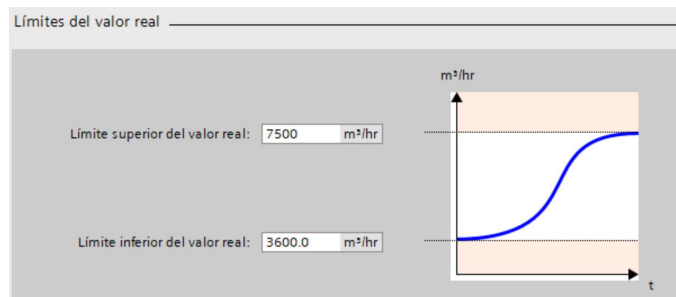 Límites del valor real
m³/hr
Límite superior del valor real: 7500 m³/hr
Límite inferior del valor real: 3600.0 m³/hr
t